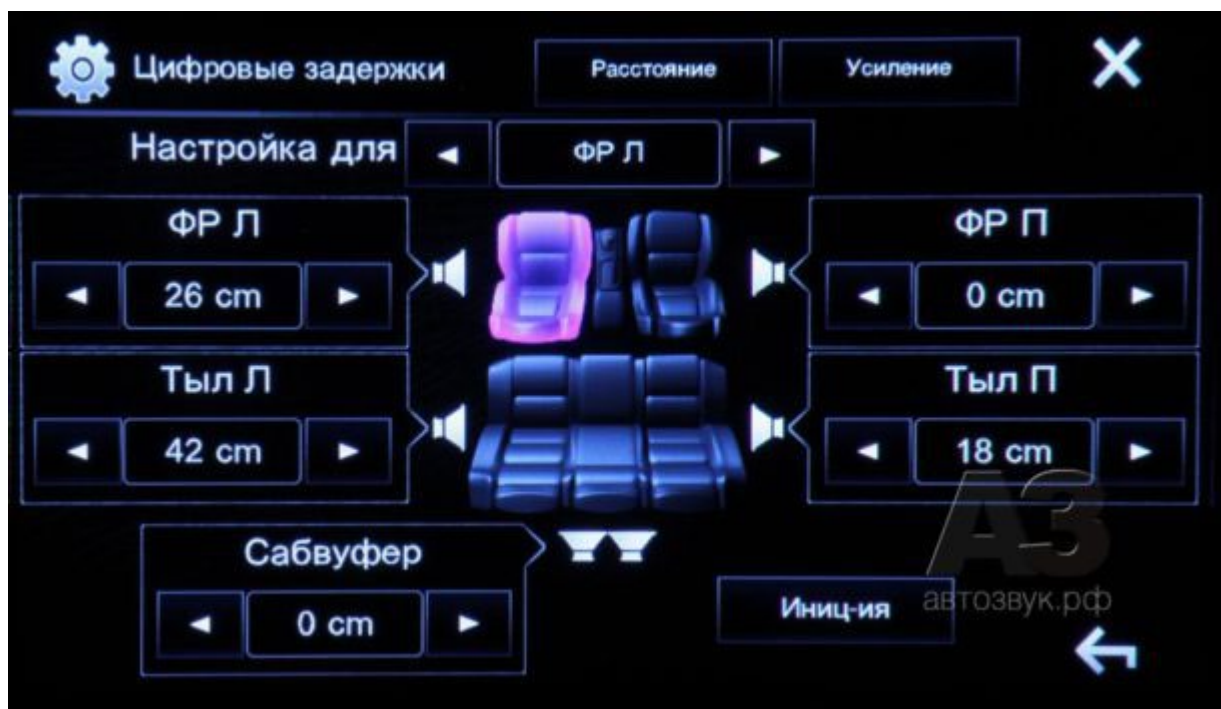 Цифровые задержки
Расстояние
Усиление
Настройка для
ФР Л
ФР Л
26 cm
ФР П
0 cm
Тыл Л
42 cm
Тыл П
18 cm
Сабвуфер
0 cm
Иниц-ия
АЗ
автозвук.рф